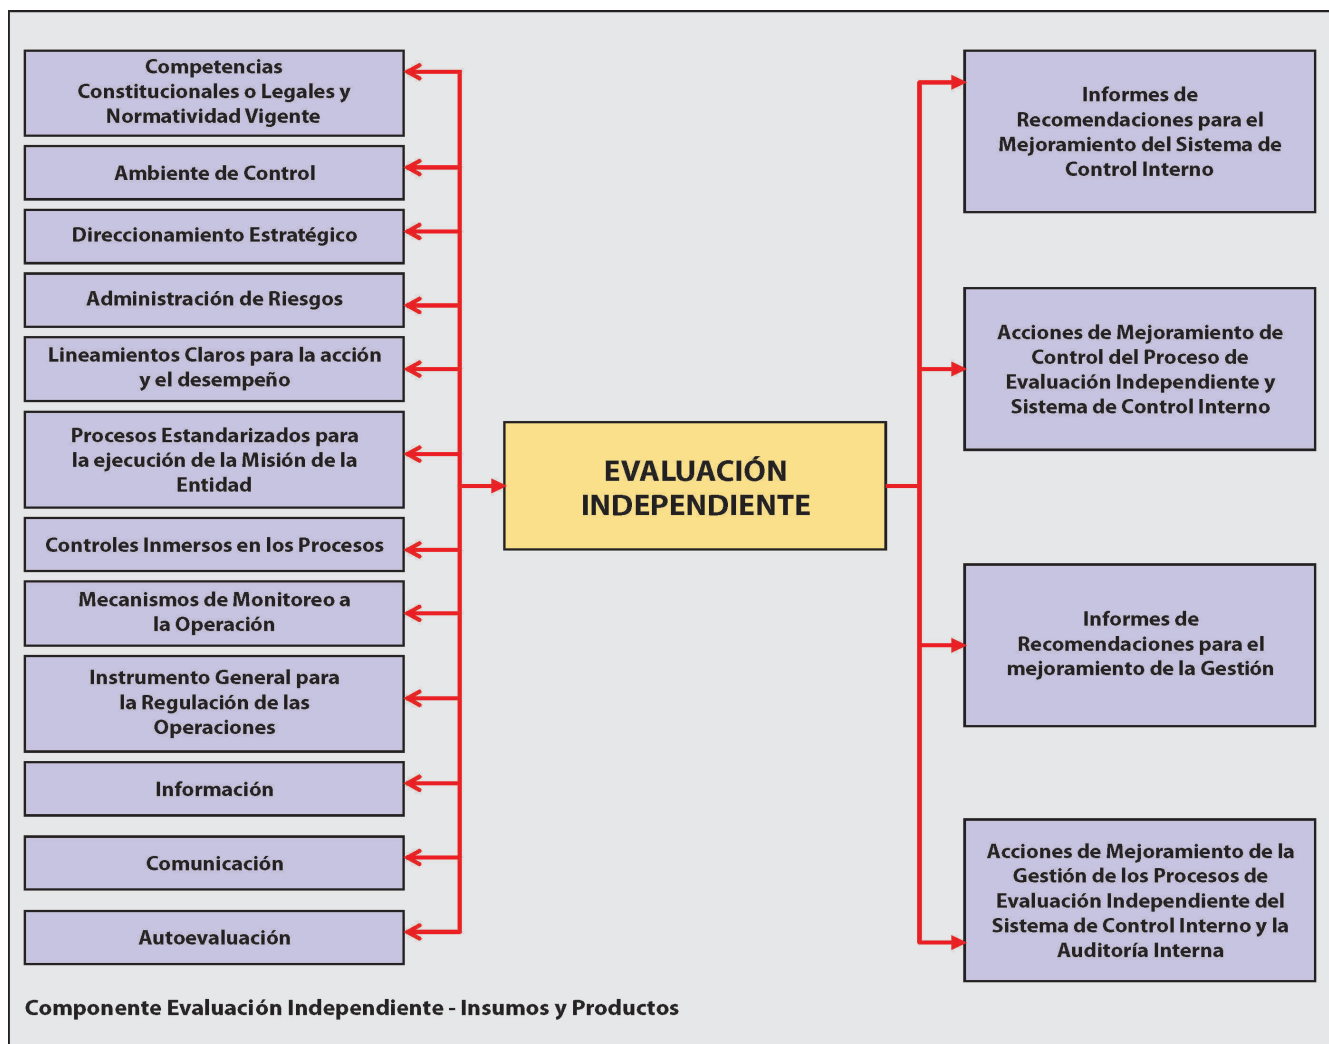 Competencias
Constitucionales o Legales y
Normatividad Vigente
Ambiente de Control
Direccionamiento Estratégico
Administración de Riesgos
Lineamientos Claros para la acción
y el desempeño
Procesos Estandarizados para
la ejecución de la Misión de la
Entidad
Controles Inmersos en los Procesos
Mecanismos de Monitoreo a
la Operación
Instrumento General para
la Regulación de las
Operaciones
Información
Comunicación
Autoevaluación
EVALUACIÓN
INDEPENDIENTE
Informes de
Recomendaciones para el
Mejoramiento del Sistema de
Control Interno
Acciones de Mejoramiento de
Control del Proceso de
Evaluación Independiente y
Sistema de Control Interno
Informes de
Recomendaciones para el
mejoramiento de la Gestión
Acciones de Mejoramiento de la
Gestión de los Procesos de
Evaluación Independiente del
Sistema de Control Interno y la
Auditoría Interna
Componente Evaluación Independiente - Insumos y Productos